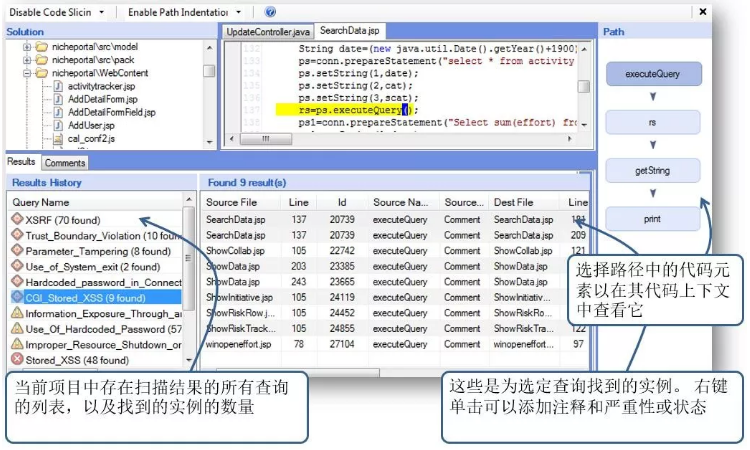 Disable Code Slicin
Enable Path Indentation
Solution
nicheportal\src\model
nicheportal\src\pack
nicheportal\WebContent
activitytracker.jsp
AddDetailForm.jsp
AddDetailFormField.jsp
AddUser.jsp
cal_conf2.js
UpdateController.java SearchData.jsp
132 String date=(new java.util.Date().getYear()+1900)
133 ps=conn.prepareStatement("select * from activity
134 ps.setString(1,date);
135 ps.setString(2,cat);
136 ps.setString(3,scat);
137 rs=ps.executeQuery();
138 ps1=conn.prepareStatement("Select sum(effort) fro
Path
executeQuery
rs
getString
print
Results Comments
Results History
Query Name
XSRF (70 found)
Trust_Boundary_Violation (10 foun
Parameter_Tampering (8 found)
Use_of_System_exit (2 found)
Hardcoded_password_in_Connect
CGI_Stored_XSS (9 found)
Information_Exposure_Through_a
Use_Of_Hardcoded_Password (57
Improper_Resource_Shutdown_or
Stored_XSS (48 found)
Found 9 result(s)
Source File Line Id Source Na... Source... Dest File Line
SearchData.jsp 137 20739 executeQuery Comment SearchData.jsp 181
SearchData.jsp 137 20739 executeQuery Comment SearchData.jsp 209
ShowCollab.jsp 105 22742 executeQuery Comment ShowCollab.jsp 121
ShowData.jsp 203 23385 executeQuery Comment ShowData.jsp
ShowData.jsp 243 23665 executeQuery Comment ShowData.jsp
ShowInitiative.jsp 105 24119 executeQuery Comment ShowInitiativ...
ShowRiskRow.j... 105 24452 executeQuery Comment ShowRiskRo...
ShowRiskTrack... 105 24855 executeQuery Comment ShowRiskTra... 122
winopeneffort.jsp 78 27104 executeQuery Comment winopeneffort... 97
选择路径中的代码元
素以在其代码上下文
中查看它
当前项目中存在扫描结果的所有查询
的列表，以及找到的实例的数量
这些是为选定查询找到的实例。 右键
单击可以添加注释和严重性或状态